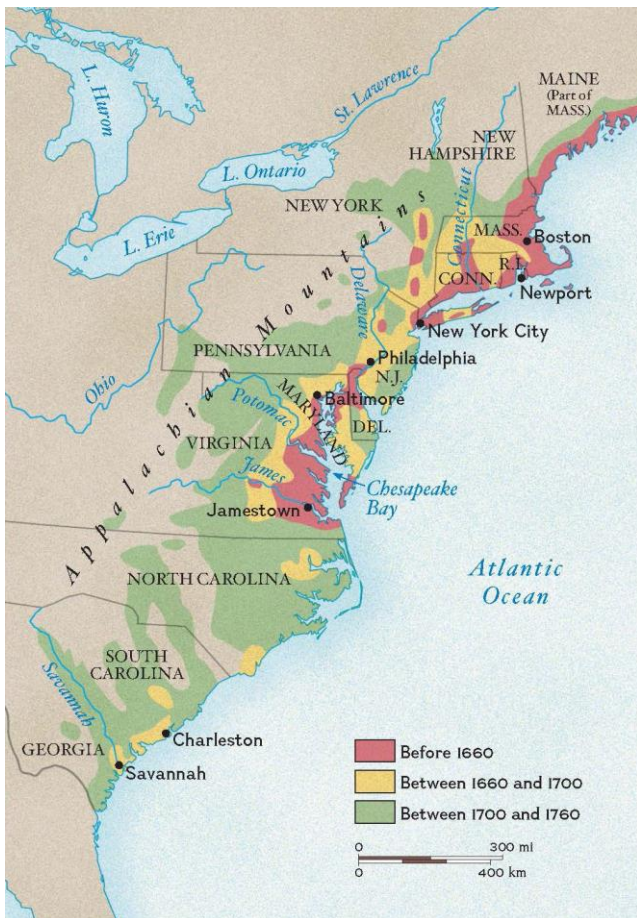 L. Huron
St. Lawrence
MAINE
(Part of
MASS.)
NEW
HAMPSHIRE
L. Ontario
NEW YORK
Connecticut
MASS.
Boston
L. Erie
R.I.
CONN.
Newport
Appalachian Mountains
Delaware
New York City
PENNSYLVANIA
Philadelphia
N.J.
Ohio
MARYLAND
Baltimore
Potomac
DEL.
VIRGINIA
James
Chesapeake
Bay
Jamestown
NORTH CAROLINA
Atlantic
Ocean
SOUTH
CAROLINA
Savannah
GEORGIA
Charleston
Savannah
Before 1660
Between 1660 and 1700
Between 1700 and 1760
0 300 mi
0 400 km